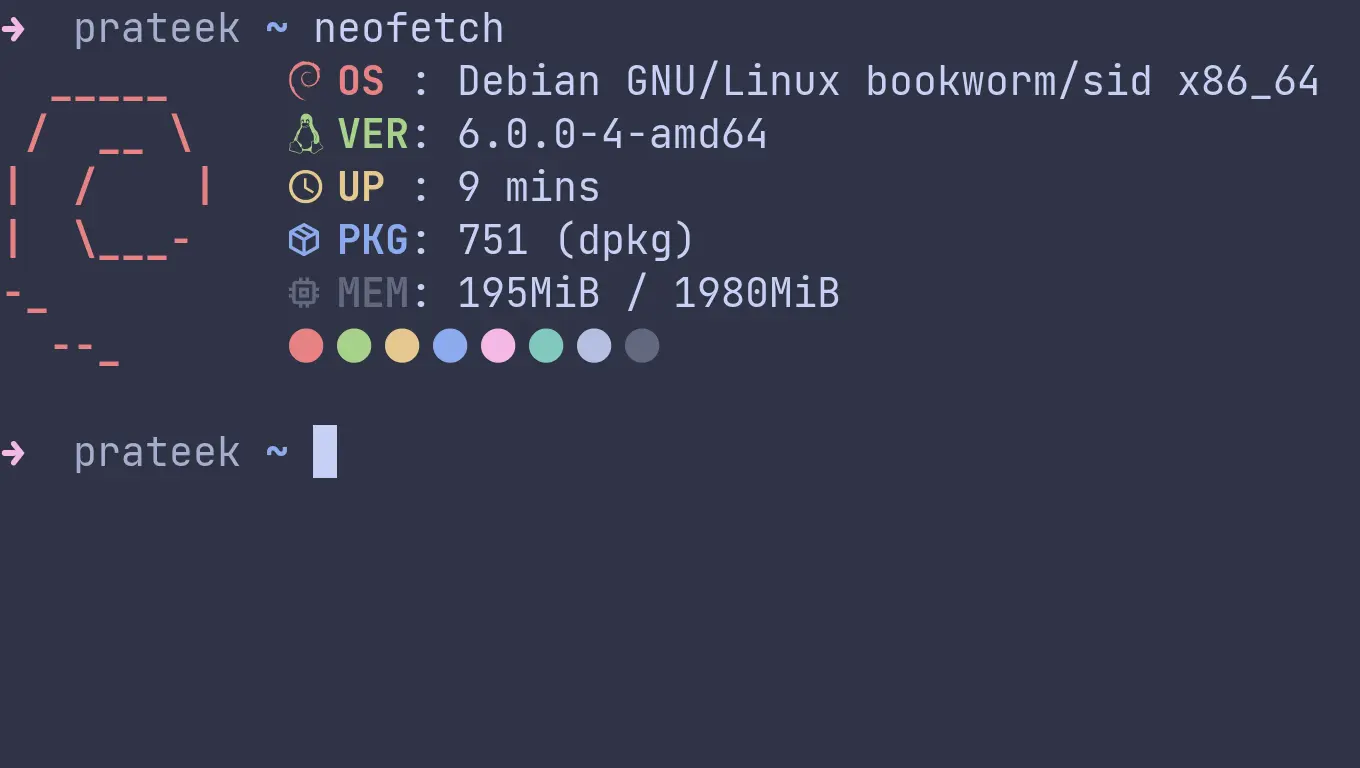 →  prateek ~ neofetch
OS : Debian GNU/Linux bookworm/sid x86_64
VER: 6.0.0-4-amd64
UP : 9 mins
PKG: 751 (dpkg)
MEM: 195MiB / 1980MiB
→  prateek ~